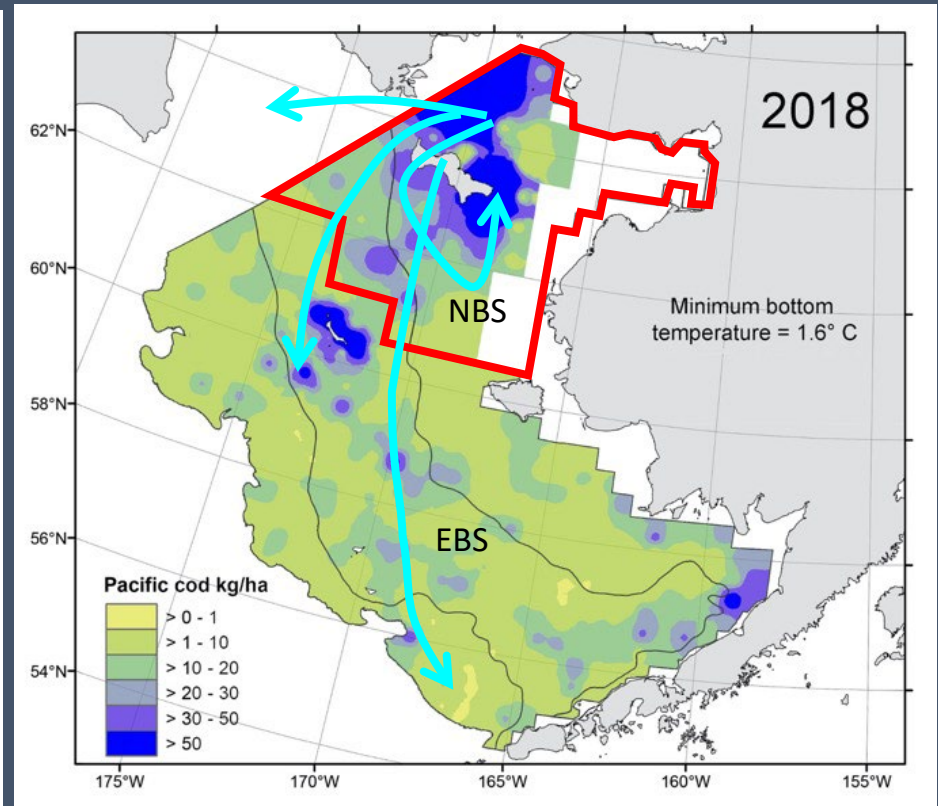 2018
62°N
60°N
58°N
56°N
54°N
NBS
Minimum bottom
temperature = 1.6° C
EBS
Pacific cod kg/ha
> 0 - 1
> 1 - 10
> 10 - 20
> 20 - 30
> 30 - 50
> 50
175°W
170°W
165°W
160°W
155°W